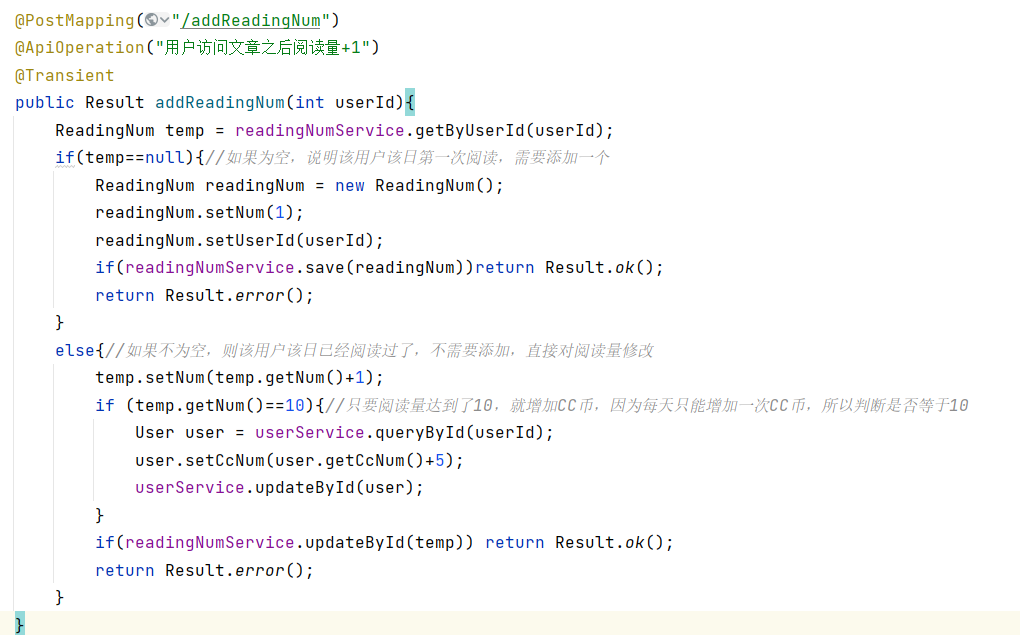 @PostMapping("/addReadingNum")
@ApiOperation("用户访问文章之后阅读量+1")
@Transient
public Result addReadingNum(int userId){
    ReadingNum temp = readingNumService.getByUserId(userId);
    if(temp==null){//如果为空，说明该用户该日第一次阅读，需要添加一个
        ReadingNum readingNum = new ReadingNum();
        readingNum.setNum(1);
        readingNum.setUserId(userId);
        if(readingNumService.save(readingNum))return Result.ok();
        return Result.error();
    }
    else{//如果不为空，则该用户该日已经阅读过了，不需要添加，直接对阅读量修改
        temp.setNum(temp.getNum()+1);
        if (temp.getNum()==10){//只要阅读量达到了10，就增加CC币，因为每天只能增加一次CC币，所以判断是否等于10
            User user = userService.queryById(userId);
            user.setCcNum(user.getCcNum()+5);
            userService.updateById(user);
        }
        if(readingNumService.updateById(temp)) return Result.ok();
        return Result.error();
    }
}